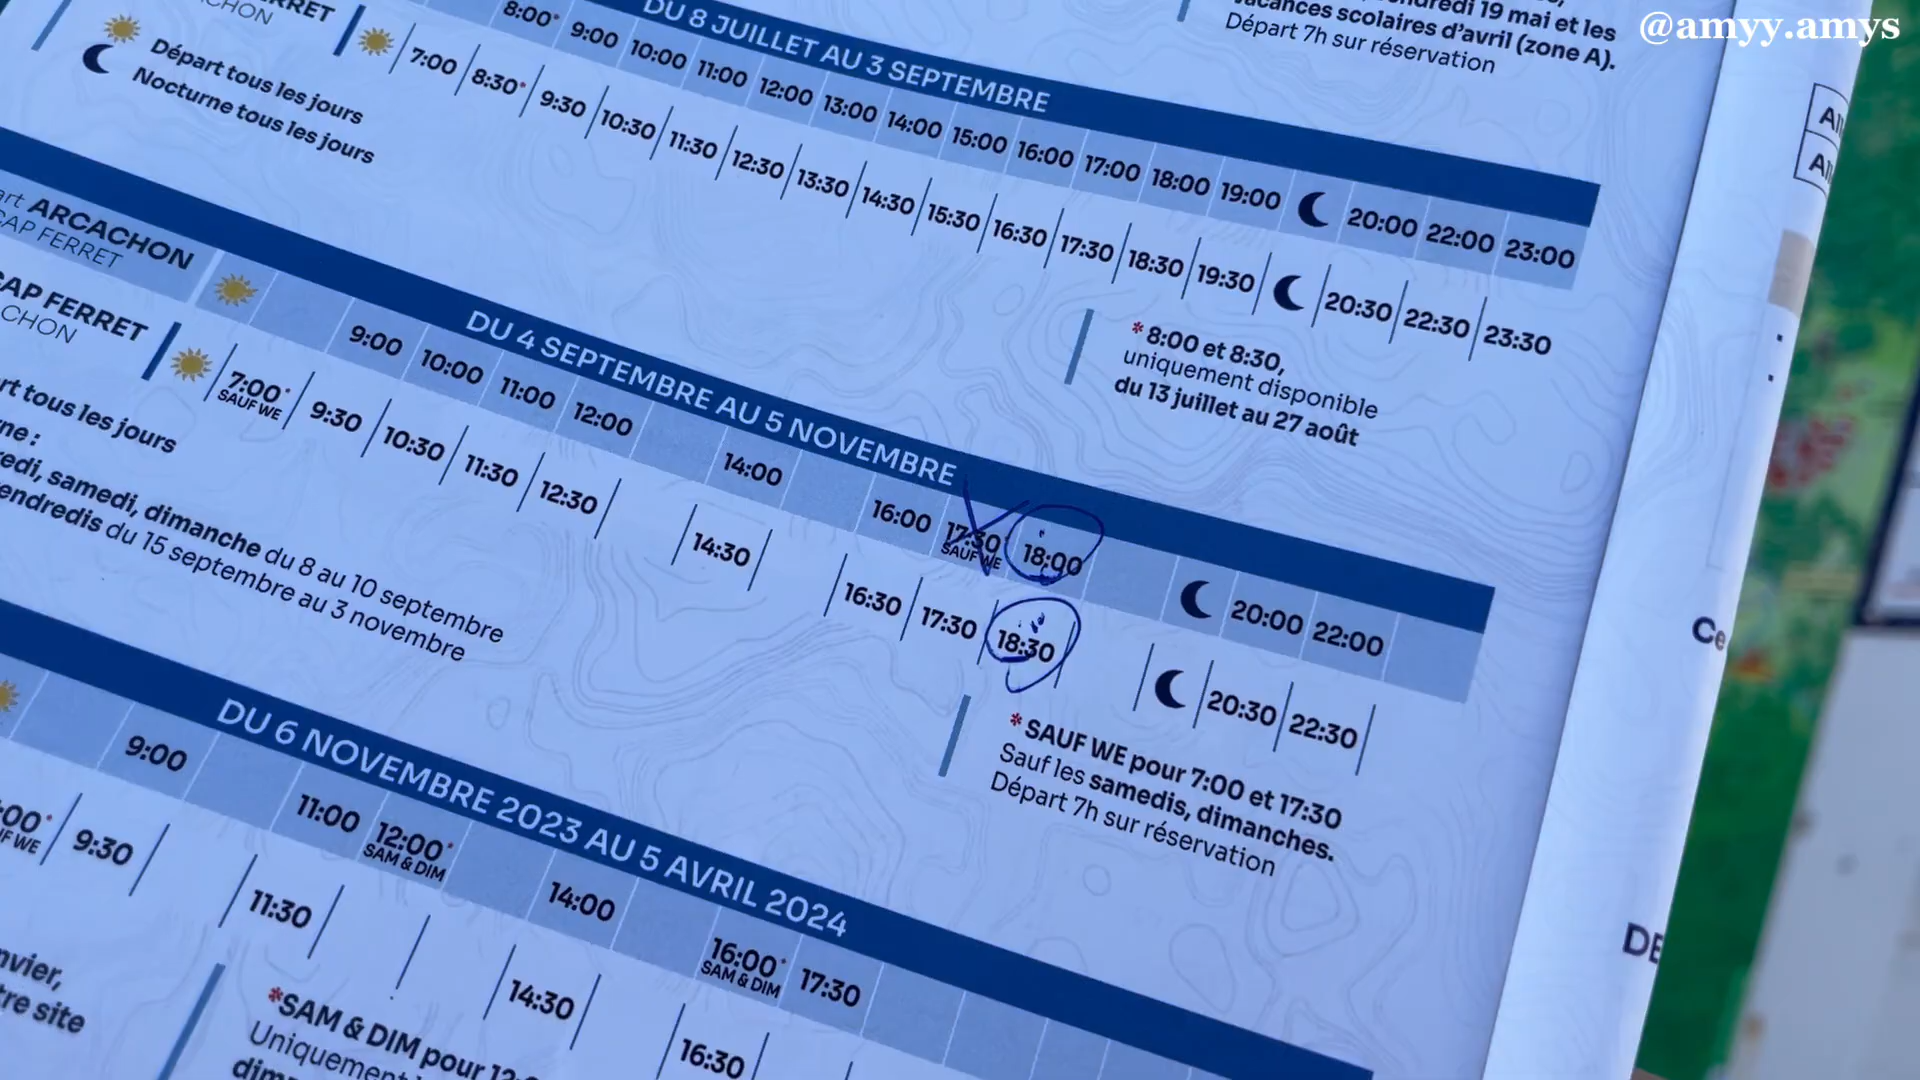 @amyy.amys
19 mai et les
vacances scolaires d'avril (zone A).
Départ 7h sur réservation
DU 8 JUILLET AU 3 SEPTEMBRE
8:00* 9:00 10:00 11:00 12:00 13:00 14:00 15:00 16:00 17:00 18:00 19:00 20:00 22:00 23:00
7:00 8:30* 9:30 10:30 11:30 12:30 13:30 14:30 15:30 16:30 17:30 18:30 19:30 20:30 22:30 23:30
Départ tous les jours
Nocturne tous les jours
* 8:00 et 8:30,
uniquement disponible
du 13 juillet au 27 août
DU 4 SEPTEMBRE AU 5 NOVEMBRE
ARCACHON
CAP FERRET
9:00 10:00 11:00 12:00 14:00 16:00 17:30 18:00 20:00 22:00
SAUF WE
CAP FERRET
7:00* 9:30 10:30 11:30 12:30 14:30 16:30 17:30 18:30 20:30 22:30
SAUF WE
tous les jours
samedi, dimanche du 8 au 10 septembre
vendredis du 15 septembre au 3 novembre
* SAUF WE pour 7:00 et 17:30
Sauf les samedis, dimanches.
Départ 7h sur réservation
DU 6 NOVEMBRE 2023 AU 5 AVRIL 2024
9:00 11:00 12:00* 14:00 16:00* 17:30
SAM & DIM SAM & DIM
9:30 11:30 14:30 16:30
*SAM & DIM pour